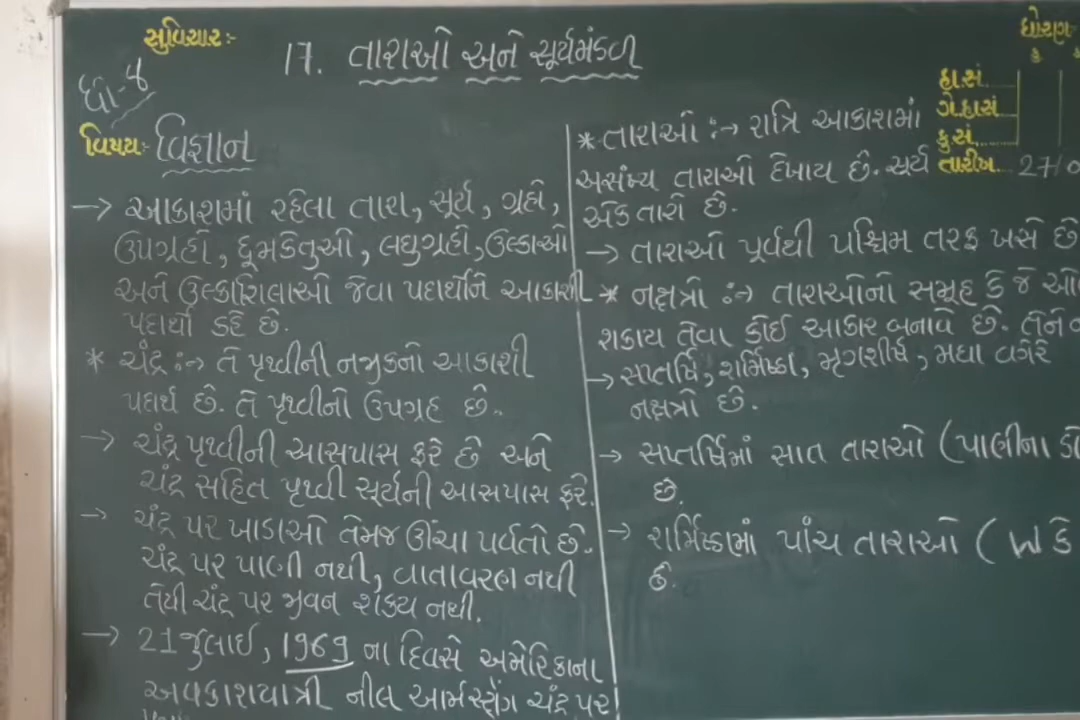 સુવિચાર:-
17. તારાઓ અને સૂર્યમંડળ
ધોરણ
ધો-8
હા.સં.
ગે.હાસં
કુ.સં.
તારીખ... 27
વિષય:- વિજ્ઞાન
→ આકાશમાં રહેલા તારા, સૂર્ય, ગ્રહો,
ઉપગ્રહો, ધૂમકેતુઓ, લઘુગ્રહો, ઉલ્કાઓ
અને ઉલ્કાશિલાઓ જેવા પદાર્થોને આકાશી
પદાર્થો કહે છે.
* ચંદ્ર :→ તે પૃથ્વીની નજીકનો આકાશી
પદાર્થ છે. તે પૃથ્વીનો ઉપગ્રહ છે.
→ ચંદ્ર પૃથ્વીની આસપાસ ફરે છે અને
ચંદ્ર સહિત પૃથ્વી સૂર્યની આસપાસ ફરે.
→ ચંદ્ર પર ખાડાઓ તેમજ ઊંચા પર્વતો છે.
ચંદ્ર પર પાણી નથી, વાતાવરણ નથી
તેથી ચંદ્ર પર જીવન શક્ય નથી.
→ 21 જુલાઈ, 1969 ના દિવસે અમેરિકાના
અવકાશયાત્રી નીલ આર્મસ્ટ્રોંગ ચંદ્ર પર
* તારાઓ :→ રાત્રિ આકાશમાં
અસંખ્ય તારાઓ દેખાય છે. સૂર્ય
એક તારો છે.
→ તારાઓ પૂર્વથી પશ્ચિમ તરફ ખસે છે
* નક્ષત્રો :→ તારાઓનો સમૂહ કે જે
શકાય તેવા કોઈ આકાર બનાવે છે. તેને
→ સપ્તર્ષિ, શર્મિષ્ઠા, મૃગશીર્ષ, મઘા વગેરે
નક્ષત્રો છે.
→ સપ્તર્ષિમાં સાત તારાઓ (પાણીના
છે.
→ શર્મિષ્ઠામાં પાંચ તારાઓ ( W કે
છે.